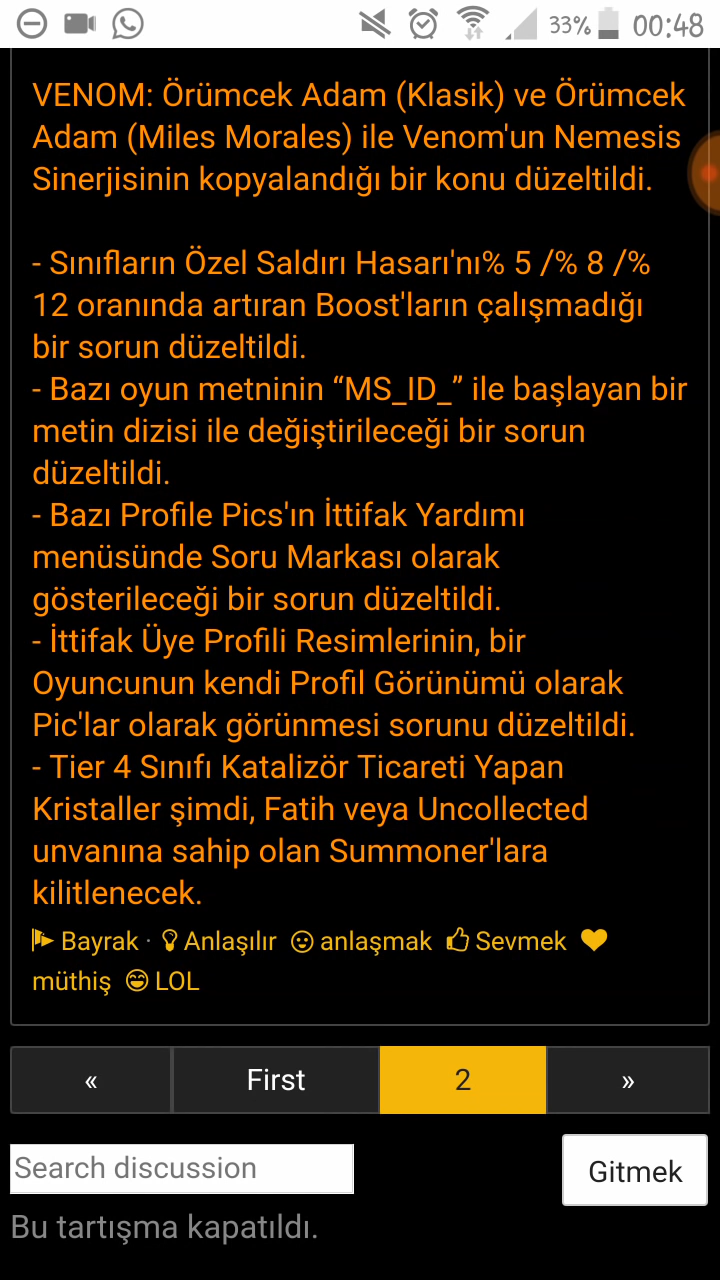 33% 00:48
VENOM: Örümcek Adam (Klasik) ve Örümcek
Adam (Miles Morales) ile Venom'un Nemesis
Sinerjisinin kopyalandığı bir konu düzeltildi.
- Sınıfların Özel Saldırı Hasarı'nı% 5 /% 8 /%
12 oranında artıran Boost'ların çalışmadığı
bir sorun düzeltildi.
- Bazı oyun metninin “MS_ID_” ile başlayan bir
metin dizisi ile değiştirileceği bir sorun
düzeltildi.
- Bazı Profile Pics'ın İttifak Yardımı
menüsünde Soru Markası olarak
gösterileceği bir sorun düzeltildi.
- İttifak Üye Profili Resimlerinin, bir
Oyuncunun kendi Profil Görünümü olarak
Pic'lar olarak görünmesi sorunu düzeltildi.
- Tier 4 Sınıfı Katalizör Ticareti Yapan
Kristaller şimdi, Fatih veya Uncollected
unvanına sahip olan Summoner'lara
kilitlenecek.
Bayrak · Anlaşılır anlaşmak Sevmek
müthiş LOL
« First 2 »
Search discussion Gitmek
Bu tartışma kapatıldı.